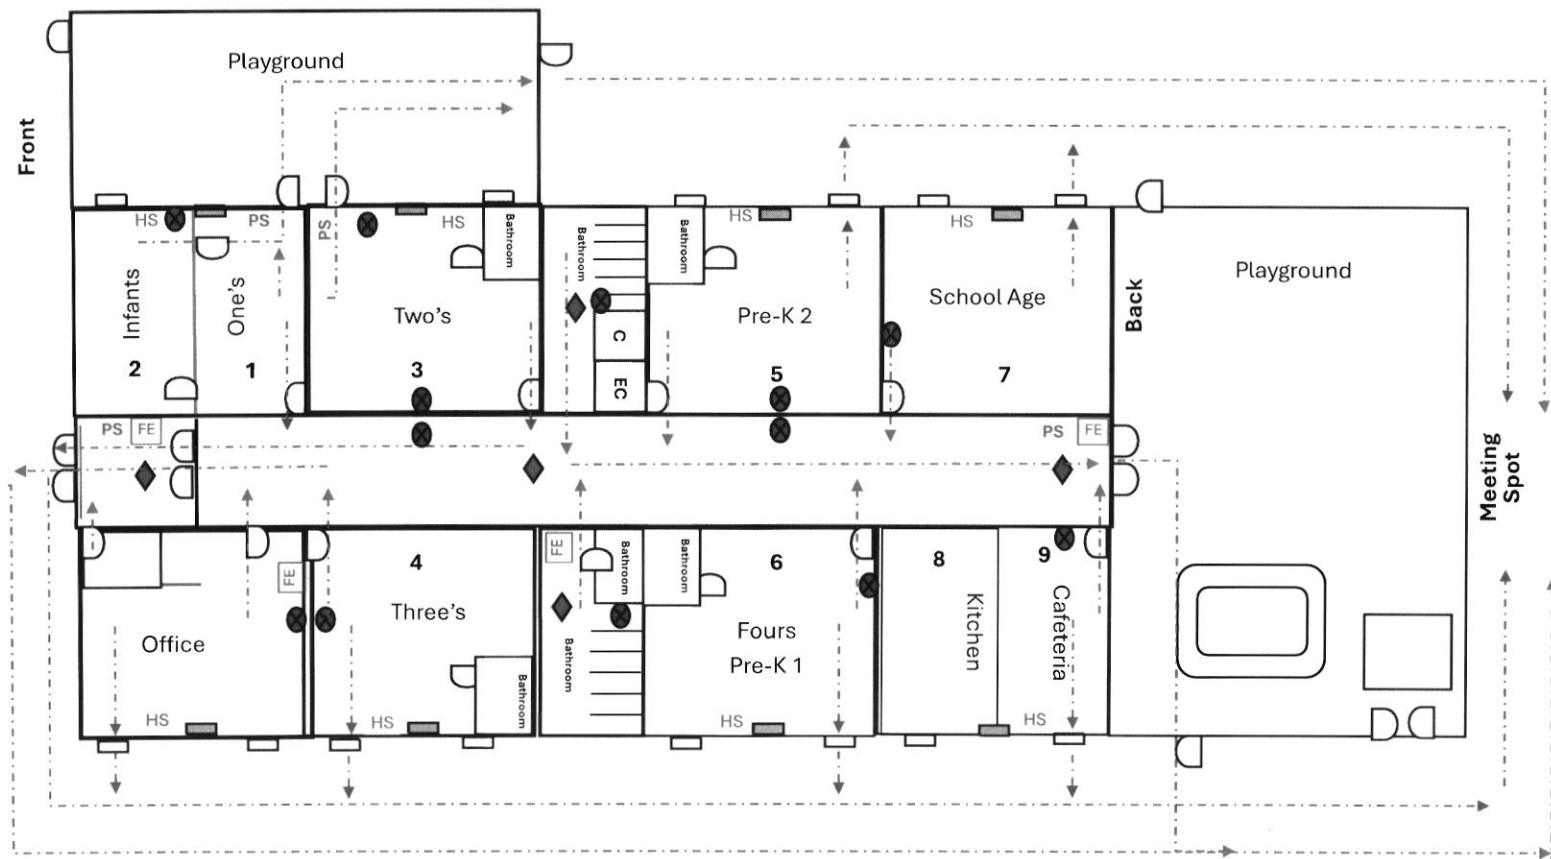 Playground
Front
HS
PS
PS
HS
Bathroom
Bathroom
Bathroom
HS
HS
Playground
Infants
One's
Two's
Pre-K 2
School Age
Back
2
1
3
C
EC
5
7
PS
FE
PS
FE
Meeting
Spot
FE
4
FE
Bathroom
Bathroom
6
8
9
Office
Three's
Bathroom
Fours
Pre-K 1
Kitchen
Cafeteria
Bathroom
HS
HS
HS
HS